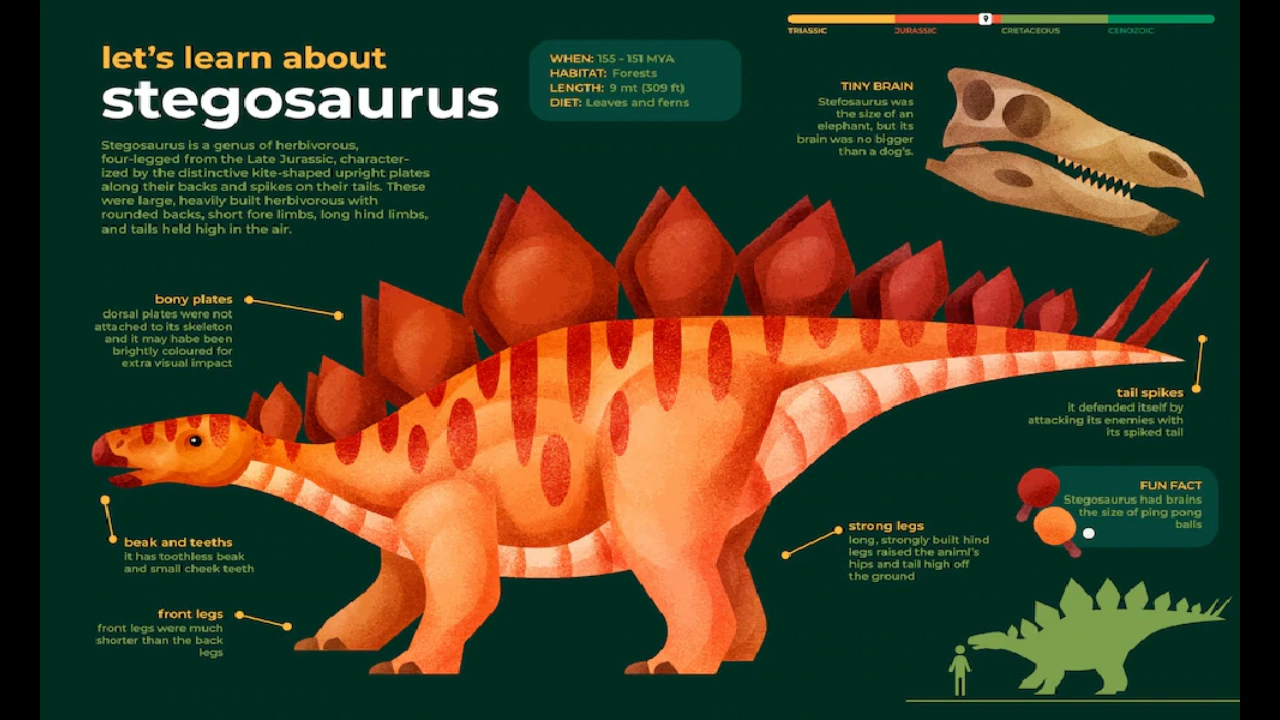 let's learn about
stegosaurus
Stegosaurus is a genus of herbivorous,
four-legged from the Late Jurassic, character-
ized by the distinctive kite-shaped upright plates
along their backs and spikes on their tails. These
were large, heavily built herbivorous with
rounded backs, short fore limbs, long hind limbs,
and tails held high in the air.
WHEN: 155 - 151 MYA
HABITAT: Forests
LENGTH: 9 mt (309 ft)
DIET: Leaves and ferns
TRIASSIC
JURASSIC
CRETACEOUS
CENOZOIC
TINY BRAIN
Stefosaurus was
the size of an
elephant, but its
brain was no bigger
than a dog's.
bony plates
dorsal plates were not
attached to its skeleton
and it may habe been
brightly coloured for
extra visual impact
tail spikes
it defended itself by
attacking its enemies with
its spiked tail
FUN FACT
Stegosaurus had brains
the size of ping pong
balls
beak and teeths
it has toothless beak
and small cheek teeth
strong legs
long, strongly built hind
legs raised the animl's
hips and tail high off
the ground
front legs
front legs were much
shorter than the back
legs